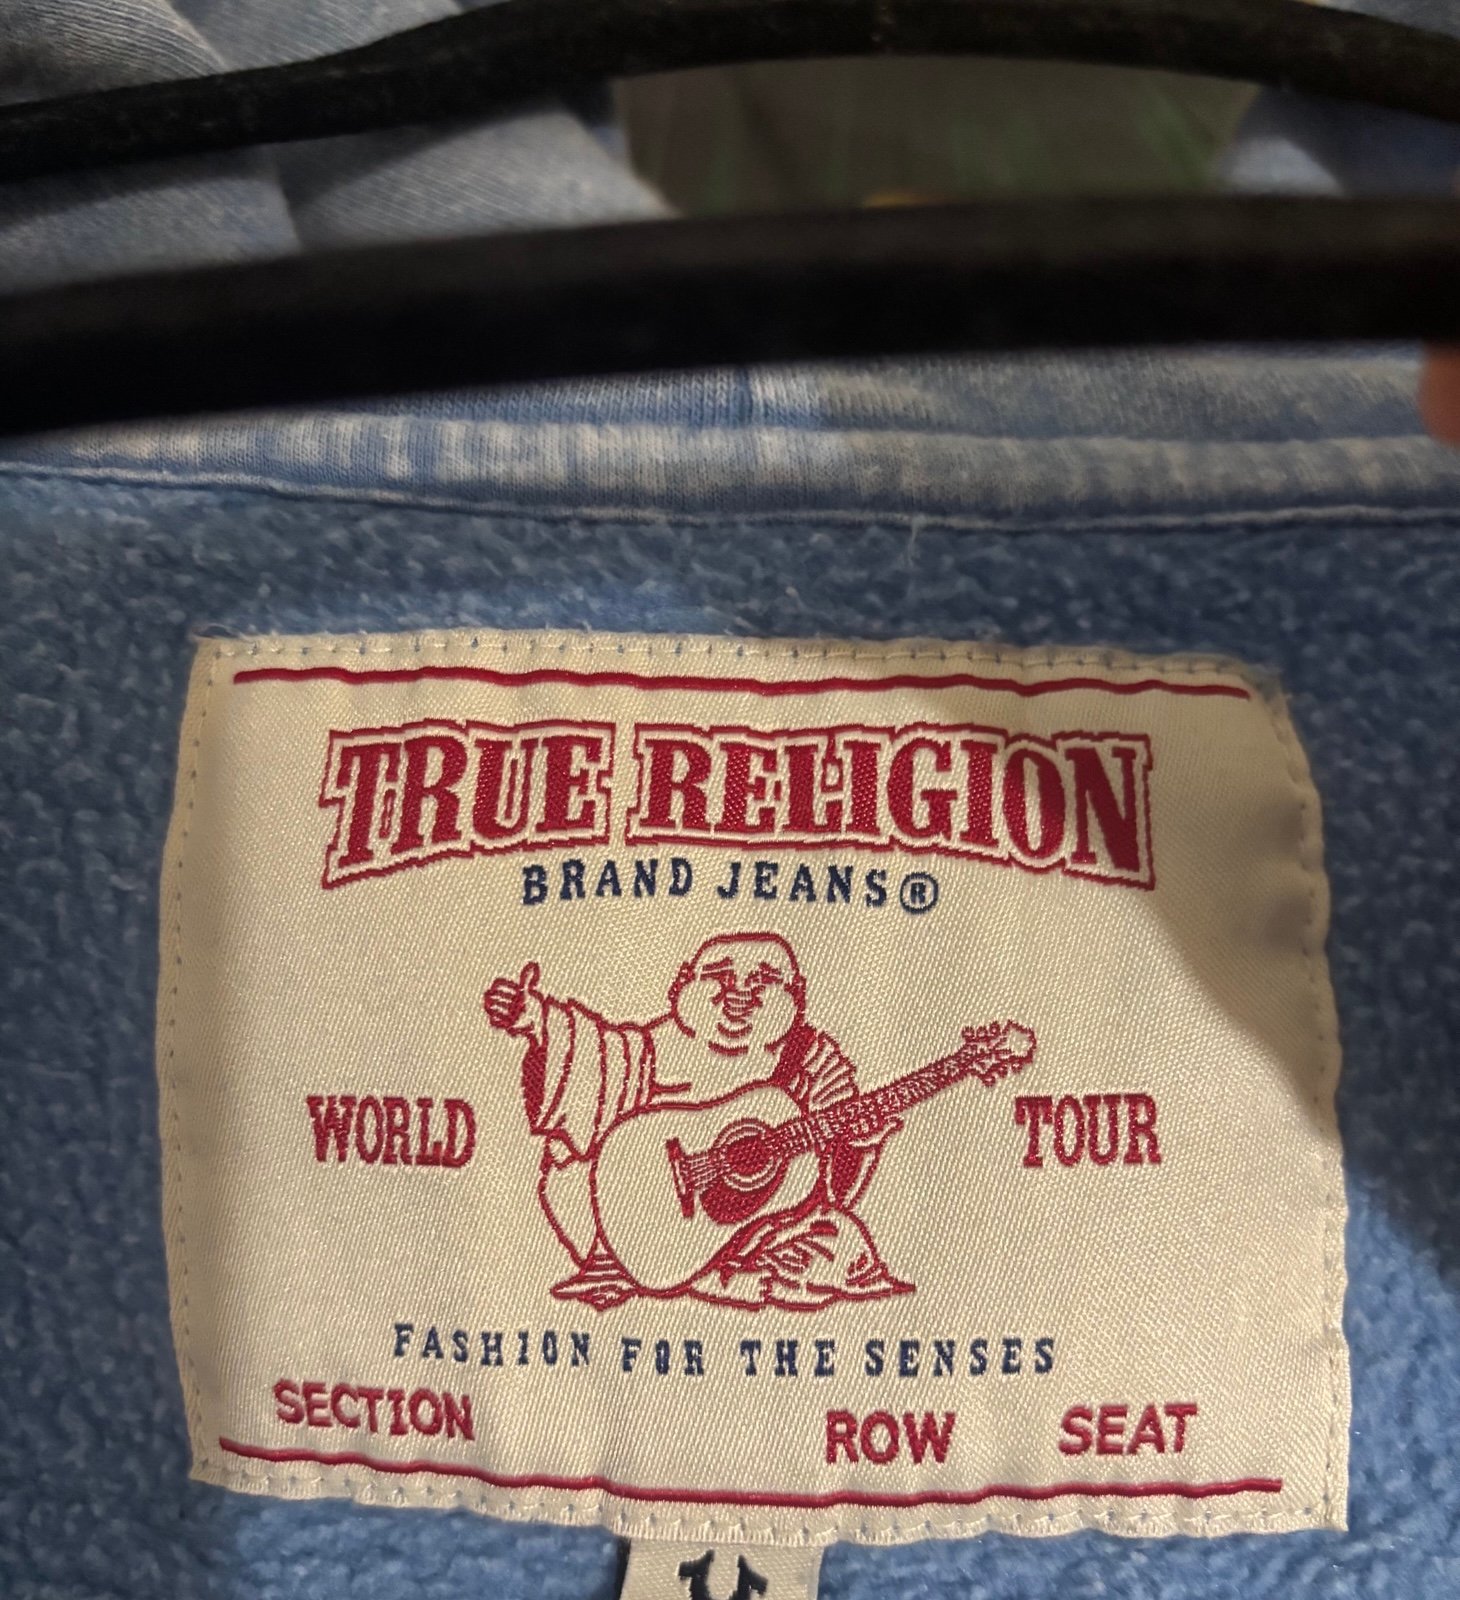 TRUE RELIGION
BRAND JEANS®
WORLD TOUR
FASHION FOR THE SENSES
SECTION ROW SEAT